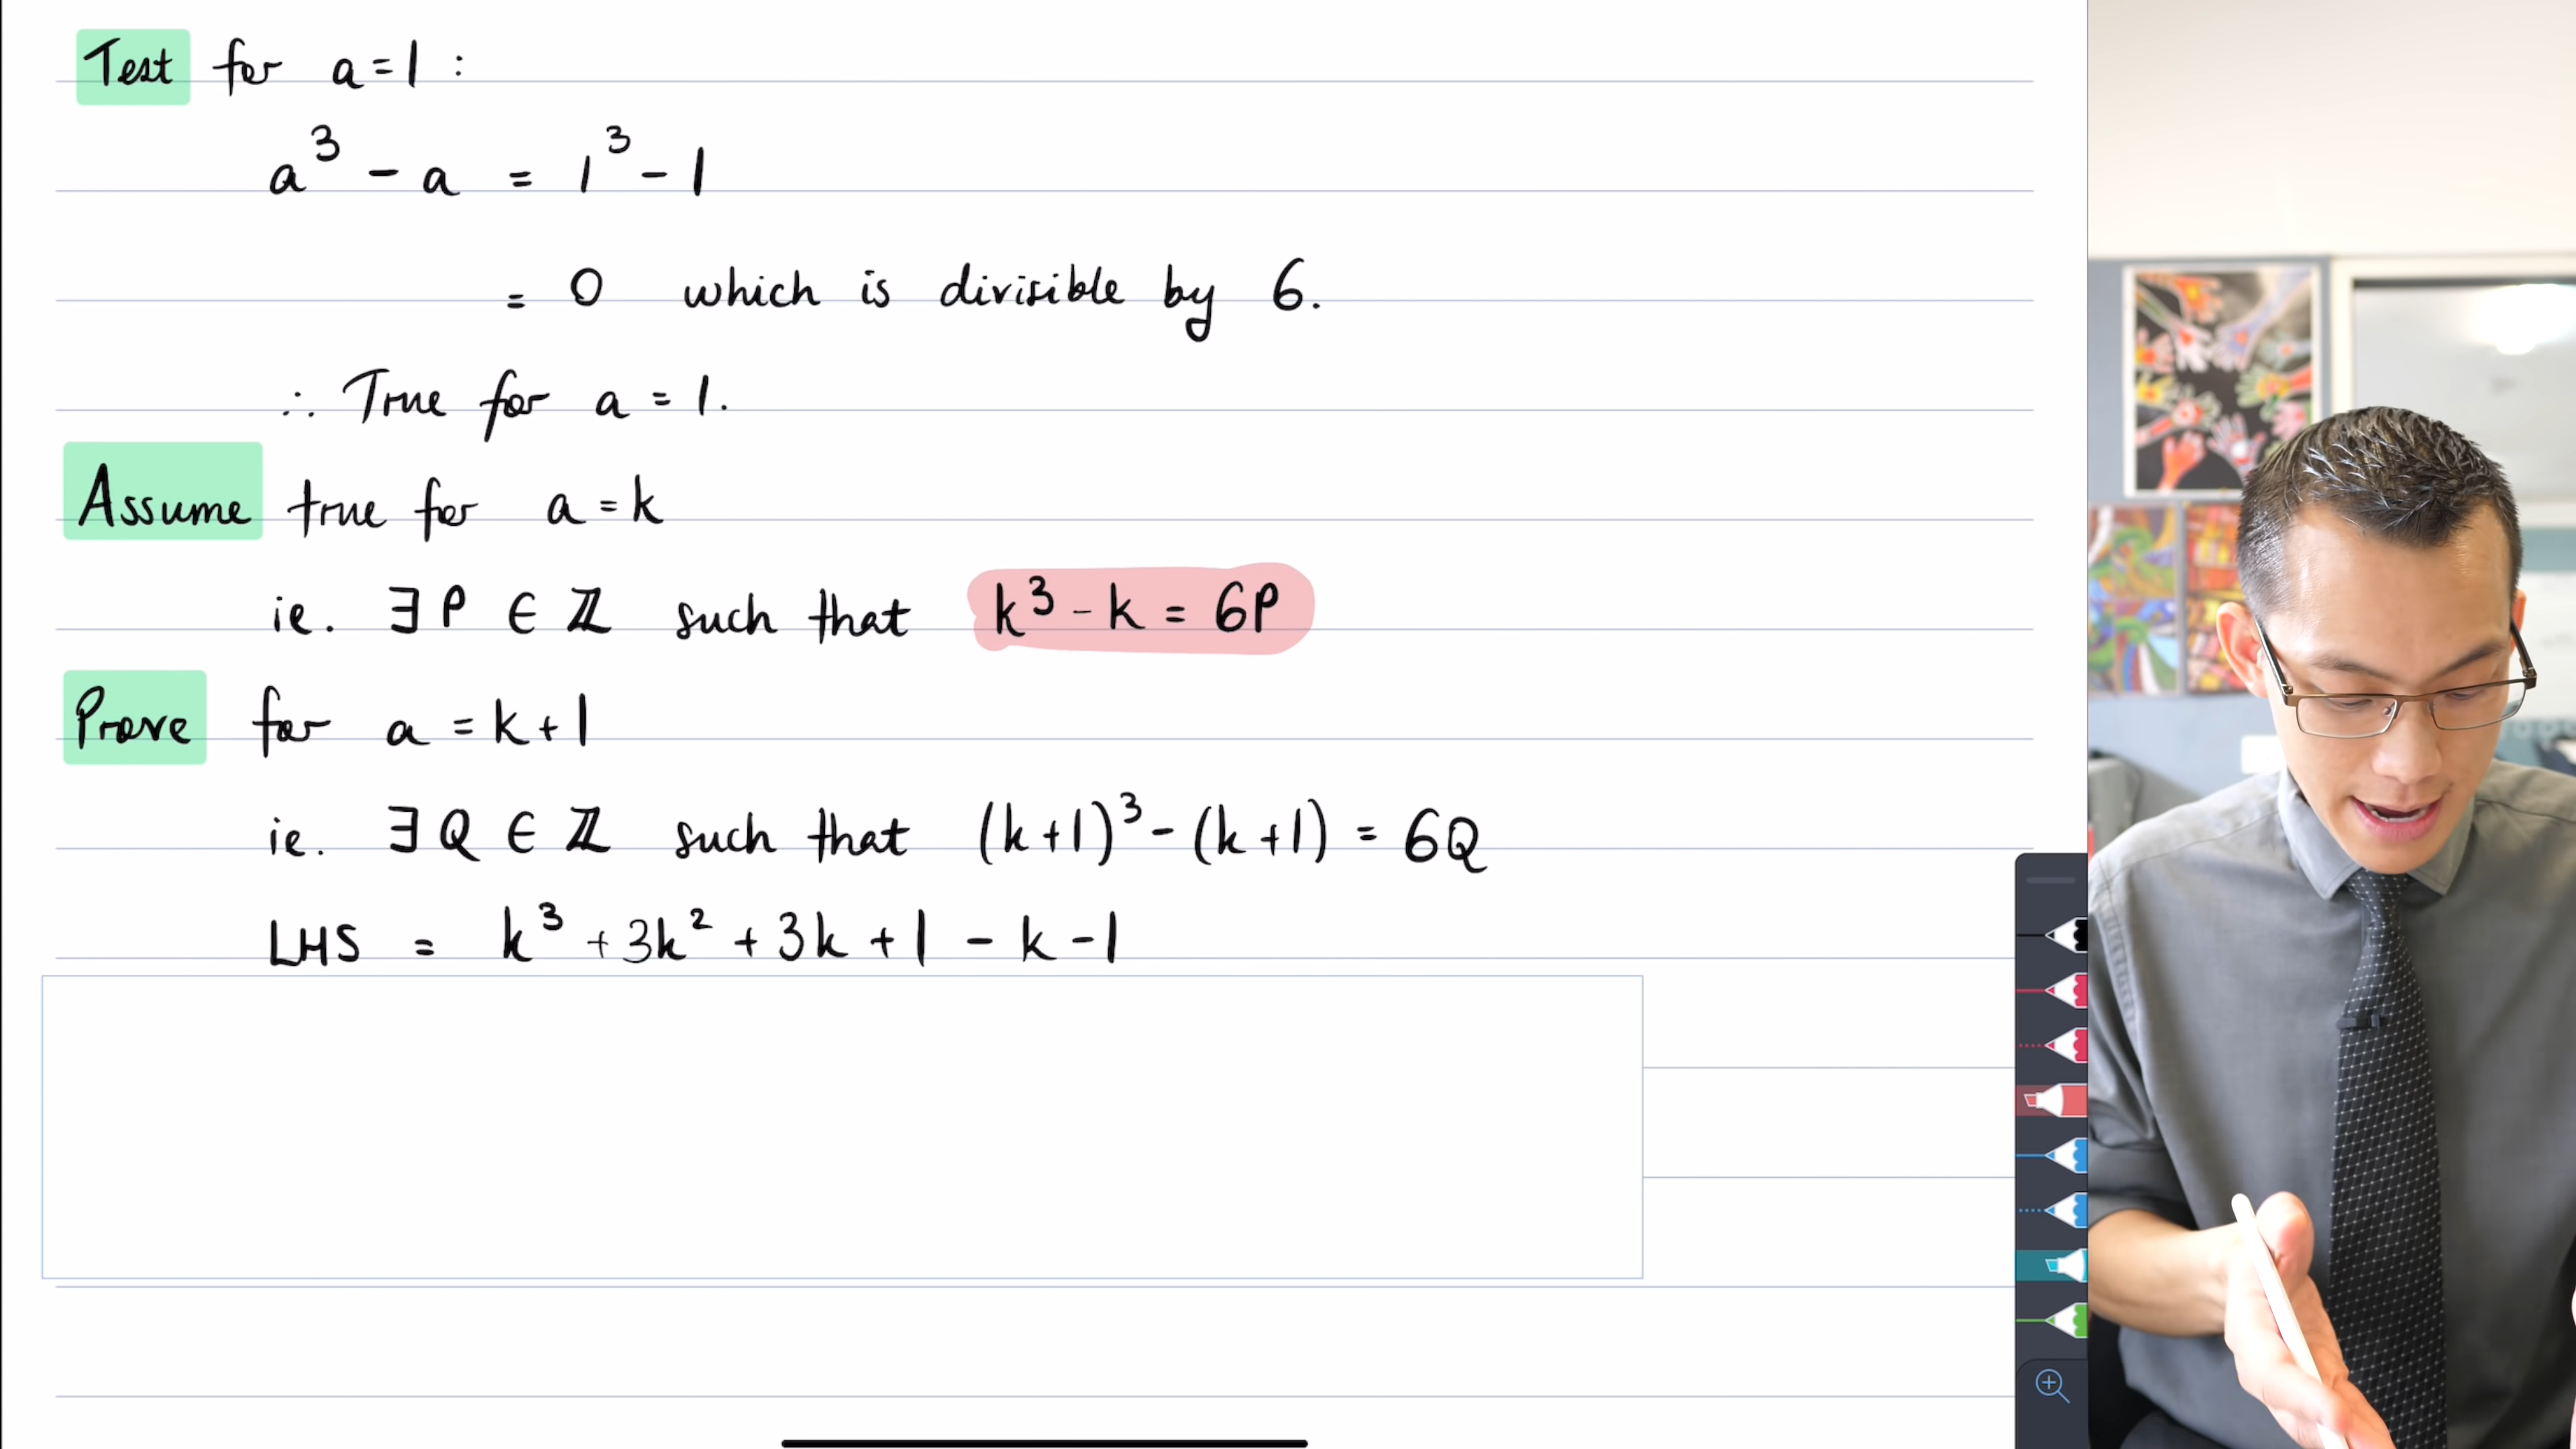 Test for a = 1 :
a³ - a = 1³ - 1
= 0 which is divisible by 6.
∴ True for a = 1.
Assume true for a = k
ie. ∃ P ∈ ℤ such that k³ - k = 6P
Prove for a = k + 1
ie. ∃ Q ∈ ℤ such that (k + 1)³ - (k + 1) = 6Q
LHS = k³ + 3k² + 3k + 1 - k - 1